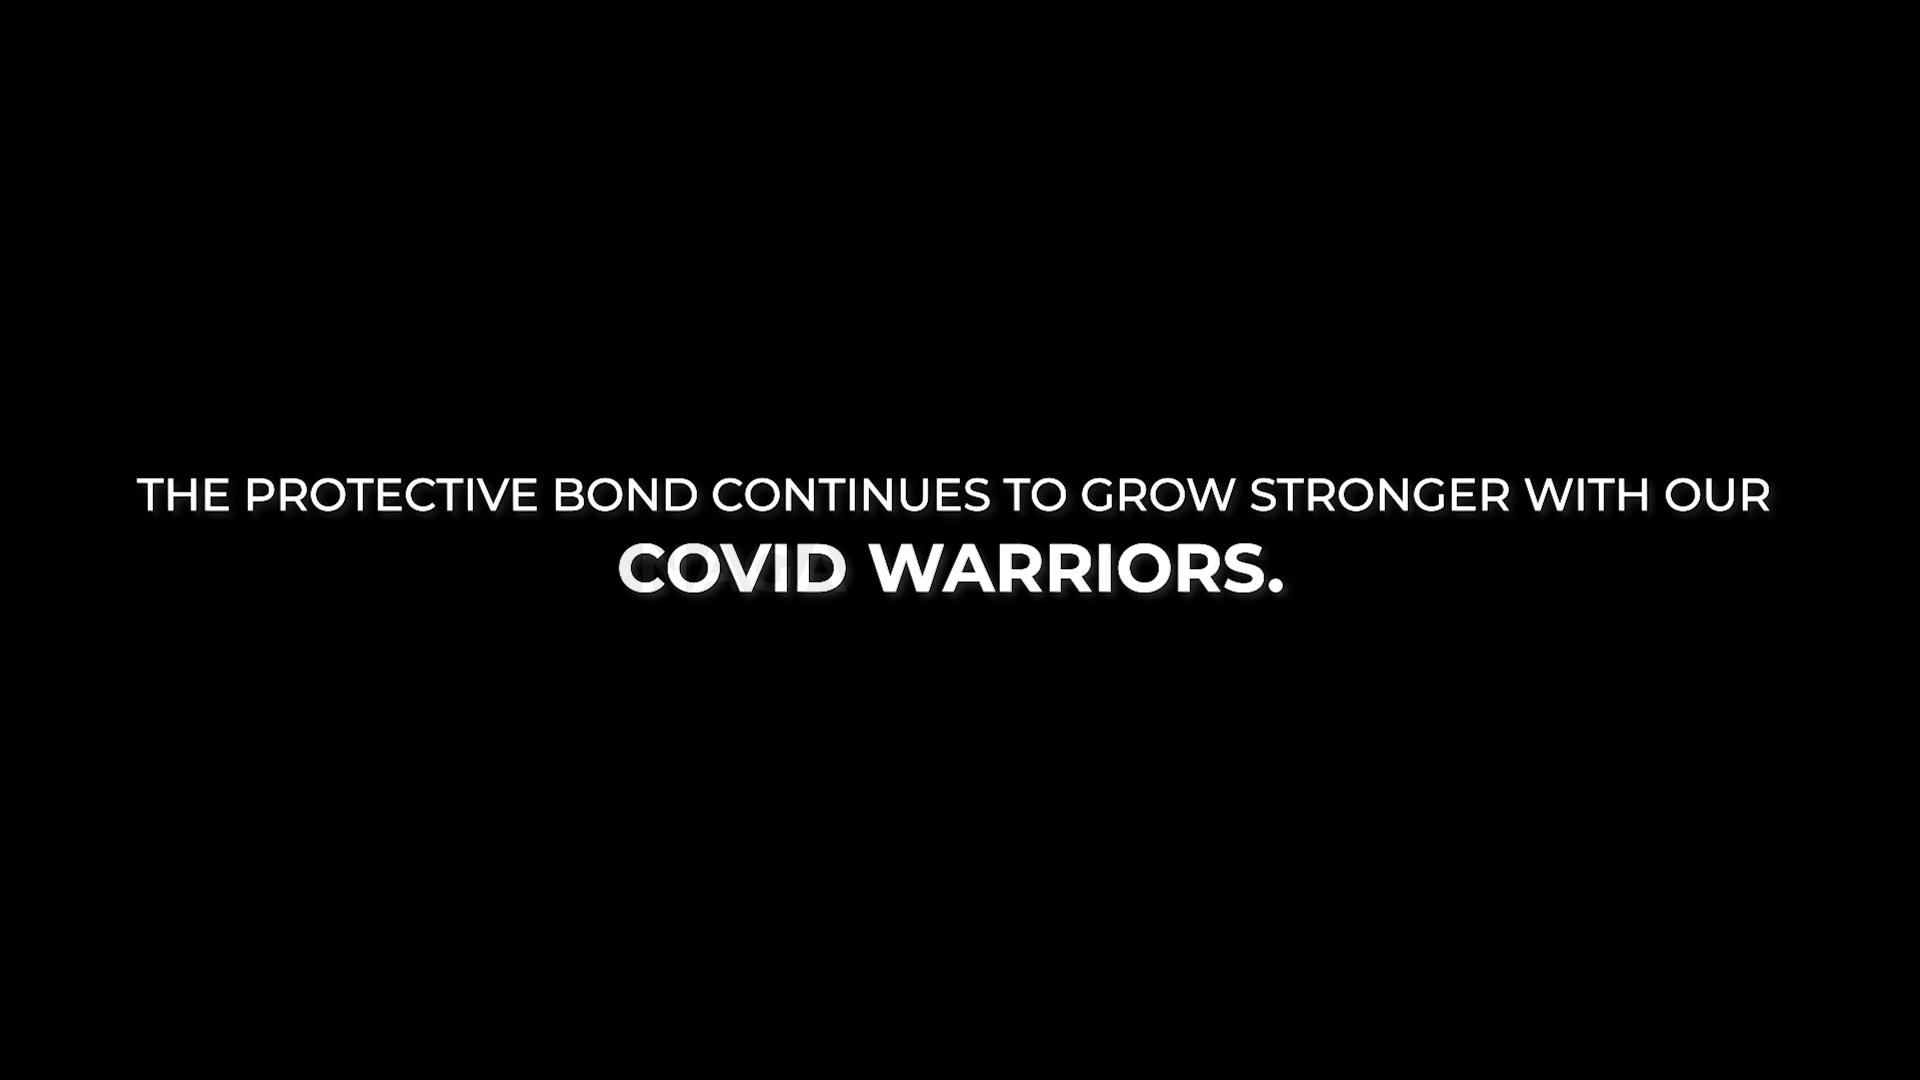 THE PROTECTIVE BOND CONTINUES TO GROW STRONGER WITH OUR
COVID WARRIORS.